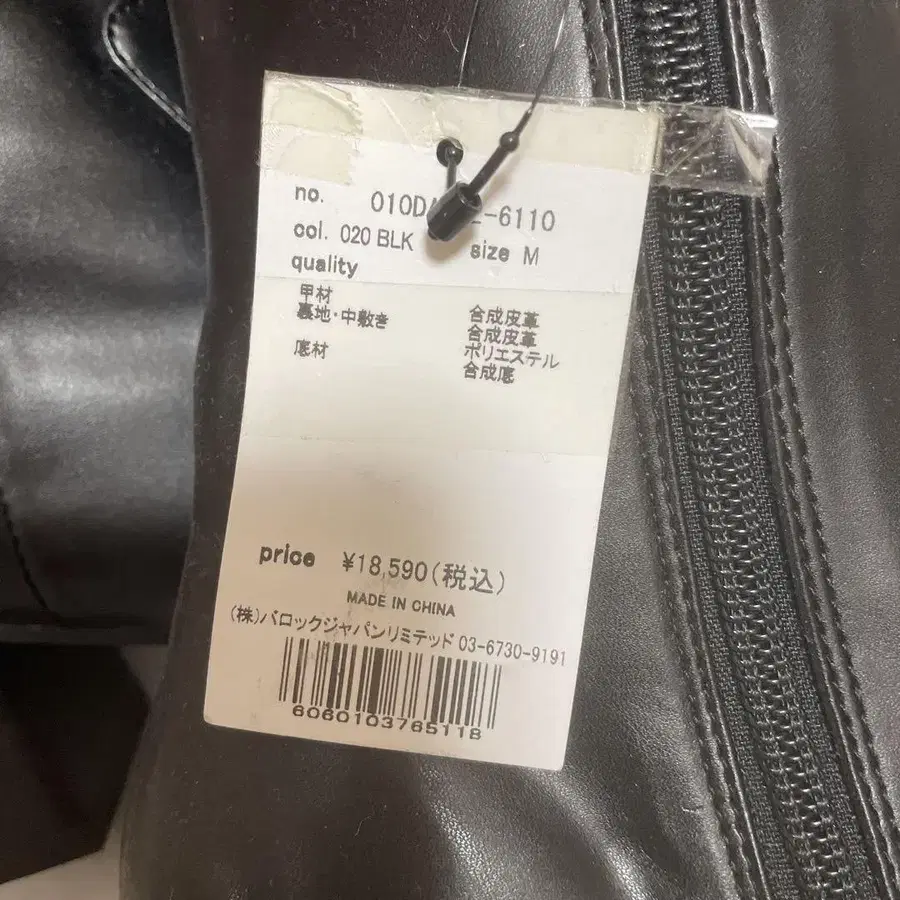 no. 010D -6110
col. 020 BLK size M
quality
甲材 合成皮革
裏地・中敷き 合成皮革
ポリエステル
底材 合成底
price ¥18,590(税込)
MADE IN CHINA
(株)バロックジャパンリミテッド 03-6730-9191
6060103765118